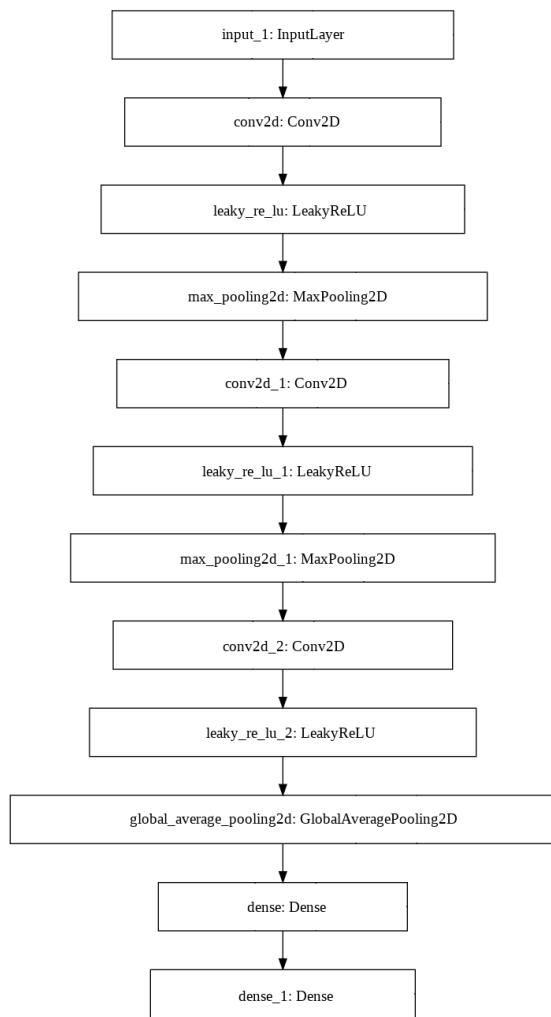 input_1: InputLayer
conv2d: Conv2D
leaky_re_lu: LeakyReLU
max_pooling2d: MaxPooling2D
conv2d_1: Conv2D
leaky_re_lu_1: LeakyReLU
max_pooling2d_1: MaxPooling2D
conv2d_2: Conv2D
leaky_re_lu_2: LeakyReLU
global_average_pooling2d: GlobalAveragePooling2D
dense: Dense
dense_1: Dense